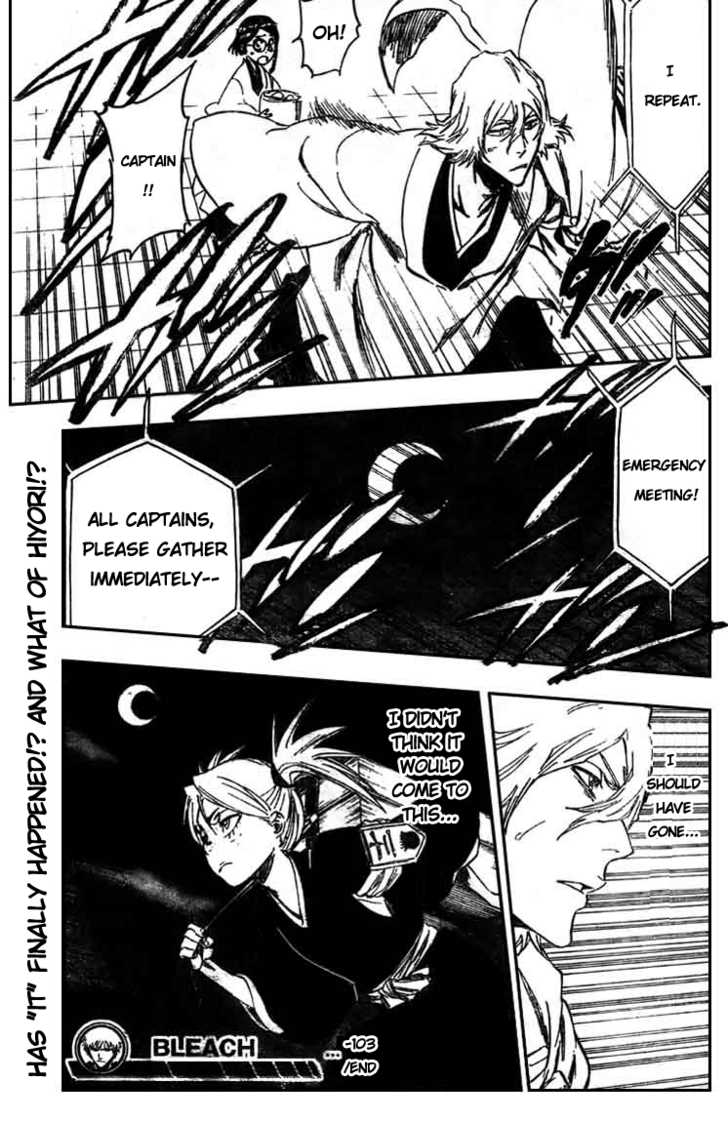 I
REPEAT.
OH!
CAPTAIN
!!
EMERGENCY
MEETING!
ALL CAPTAINS,
PLEASE GATHER
IMMEDIATELY--
I
SHOULD
HAVE
GONE...
I DIDN'T
THINK IT
WOULD
COME TO
THIS...
HAS "IT" FINALLY HAPPENED!? AND WHAT OF HIYORI!?
BLEACH
... -103
/END